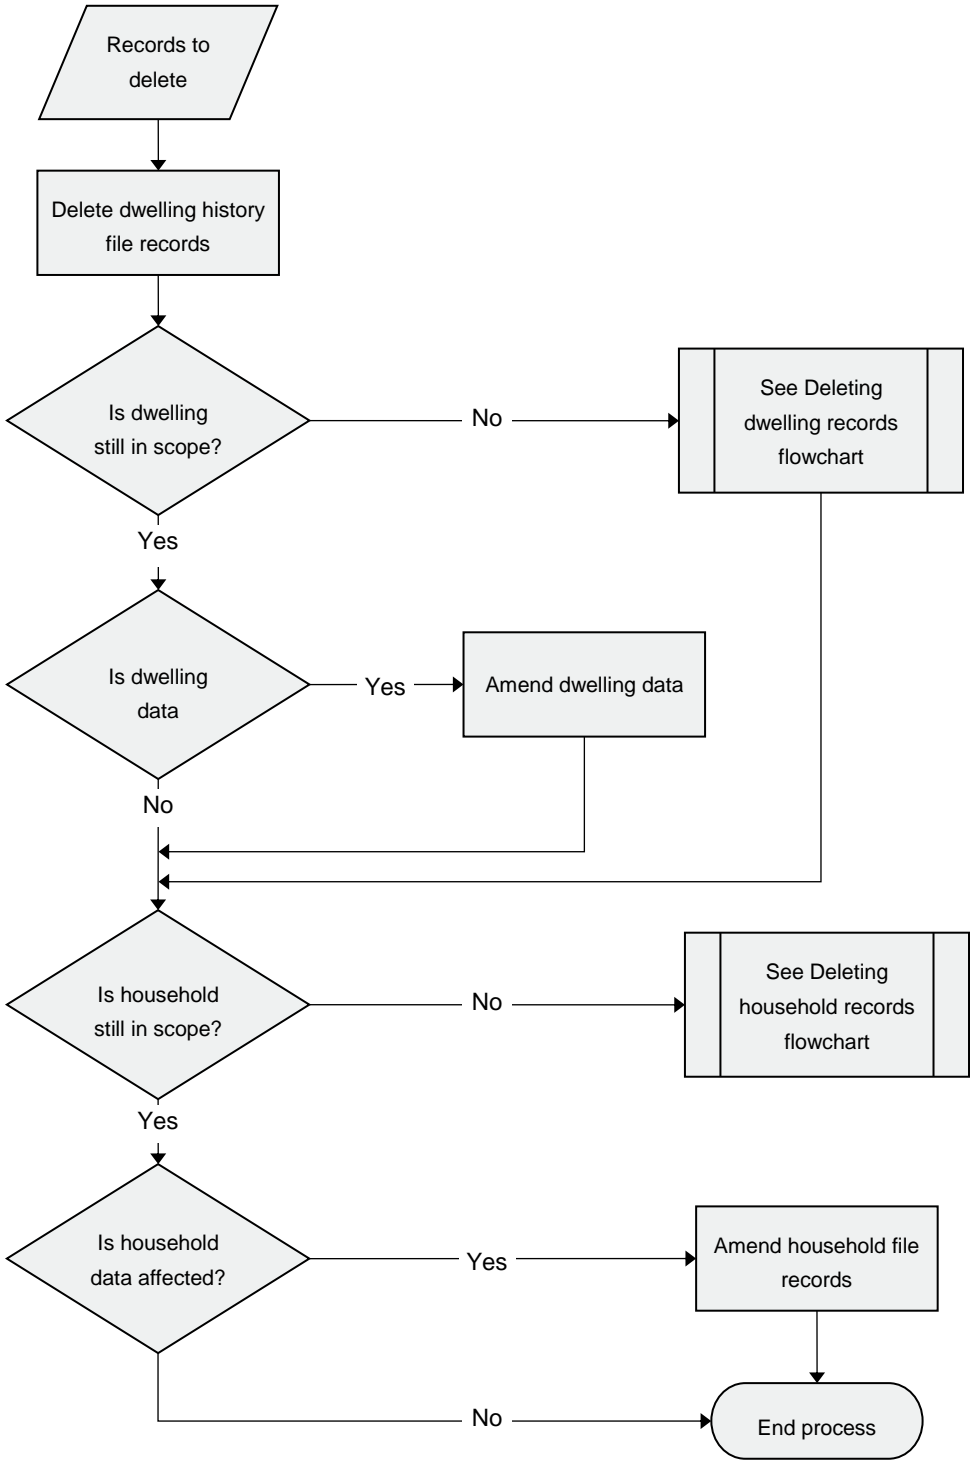 Records to
delete
Delete dwelling history
file records
Is dwelling
still in scope?
No
See Deleting
dwelling records
flowchart
Yes
Is dwelling
data
Yes
Amend dwelling data
No
Is household
still in scope?
No
See Deleting
household records
flowchart
Yes
Is household
data affected?
Yes
Amend household file
records
No
End process